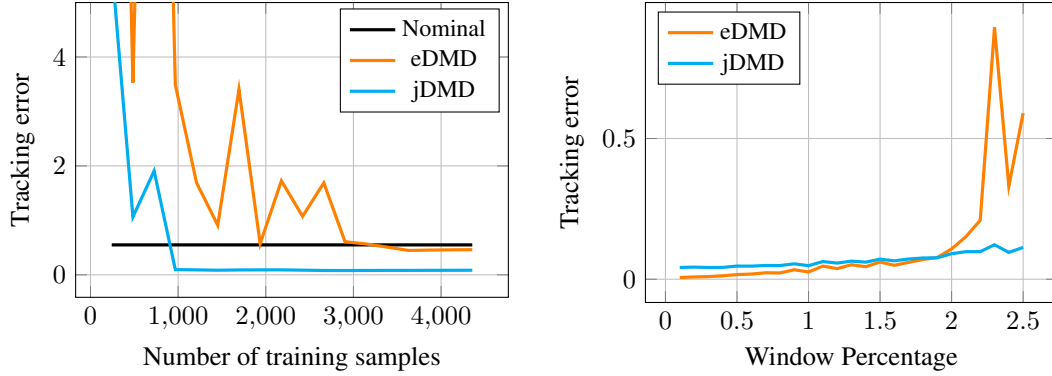 Nominal
eDMD
jDMD
4
2
0
Tracking error
0
1,000
2,000
3,000
4,000
Number of training samples
eDMD
jDMD
0.5
0
Tracking error
0
0.5
1
1.5
2
2.5
Window Percentage